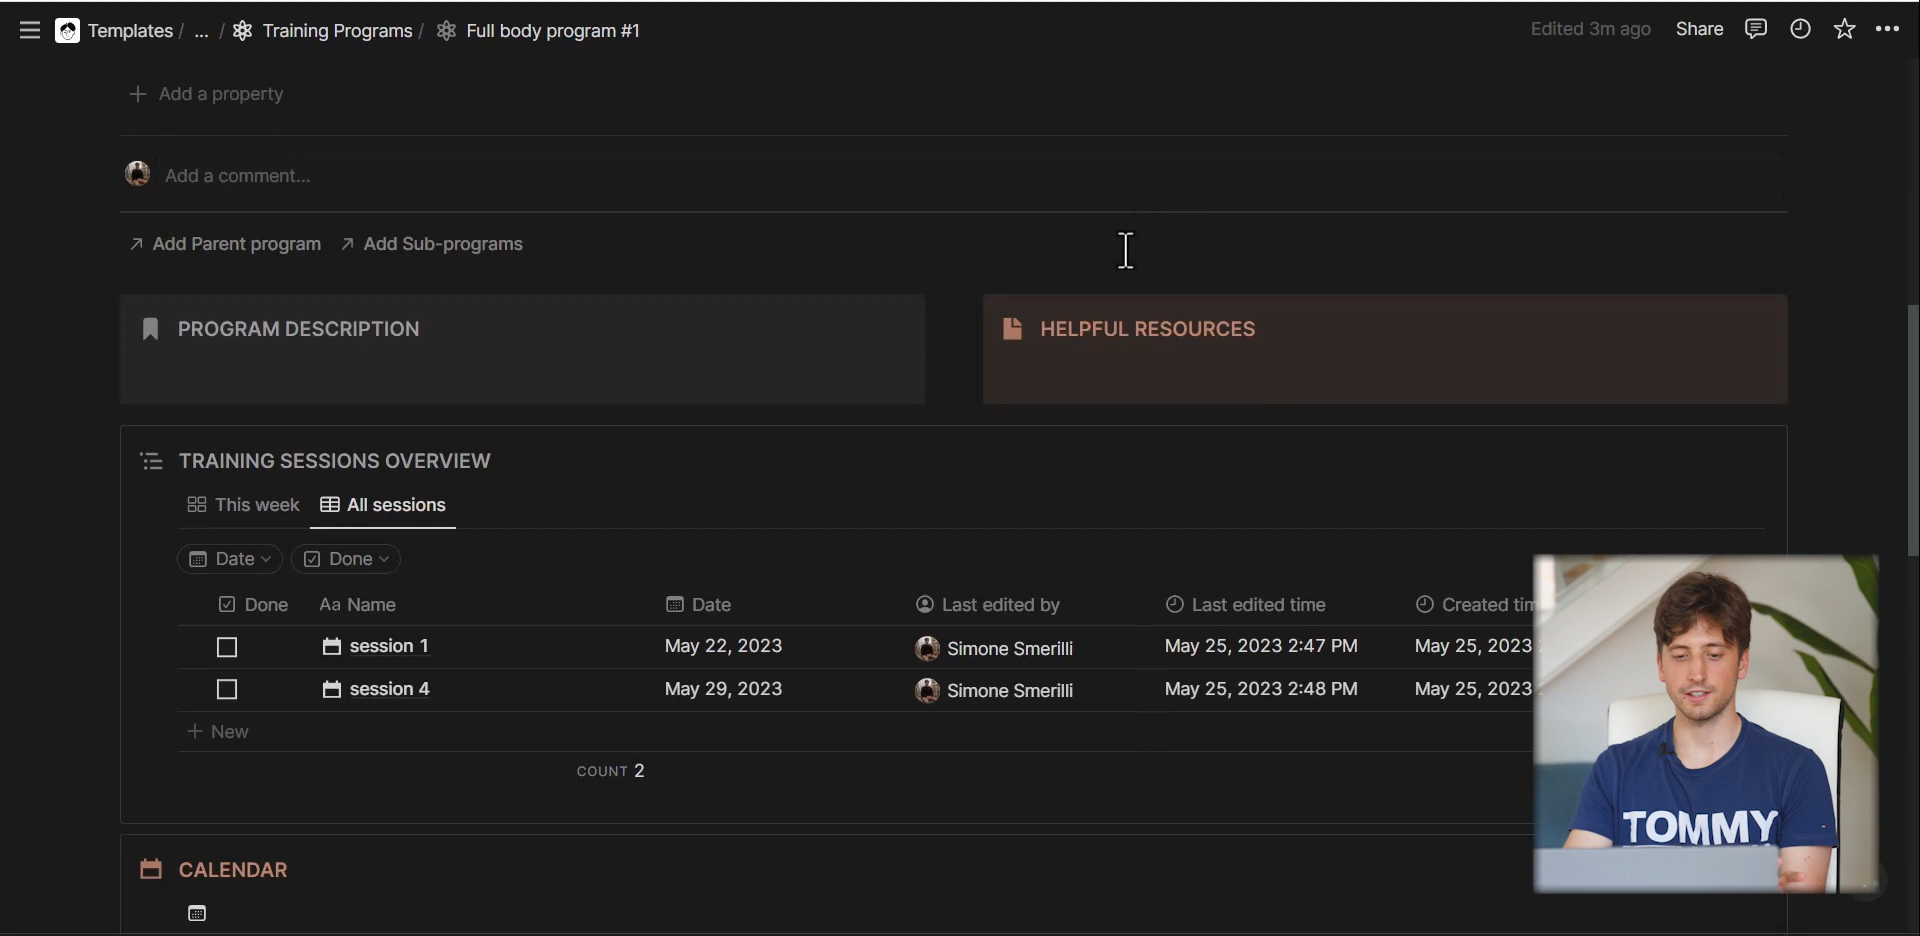 Templates / ... / Training Programs / Full body program #1
Edited 3m ago Share
+ Add a property
Add a comment...
Add Parent program Add Sub-programs
PROGRAM DESCRIPTION
HELPFUL RESOURCES
TRAINING SESSIONS OVERVIEW
This week All sessions
Date Done
Done Aa Name Date Last edited by Last edited time Created tim
session 1 May 22, 2023 Simone Smerilli May 25, 2023 2:47 PM May 25, 2023
session 4 May 29, 2023 Simone Smerilli May 25, 2023 2:48 PM May 25, 2023
+ New
COUNT 2
TOMMY
CALENDAR